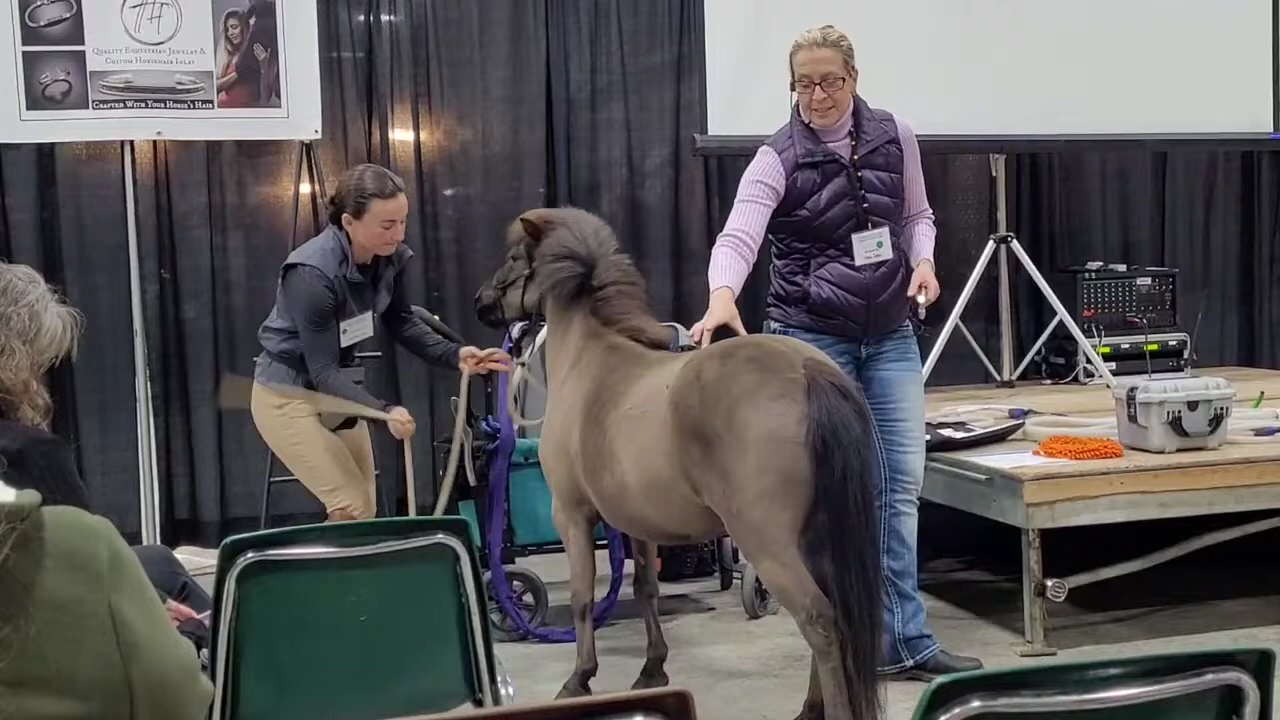 TH
Quality Equestrian Jewelry &
Custom Horsehair Inlay
Crafted With Your Horse's Hair